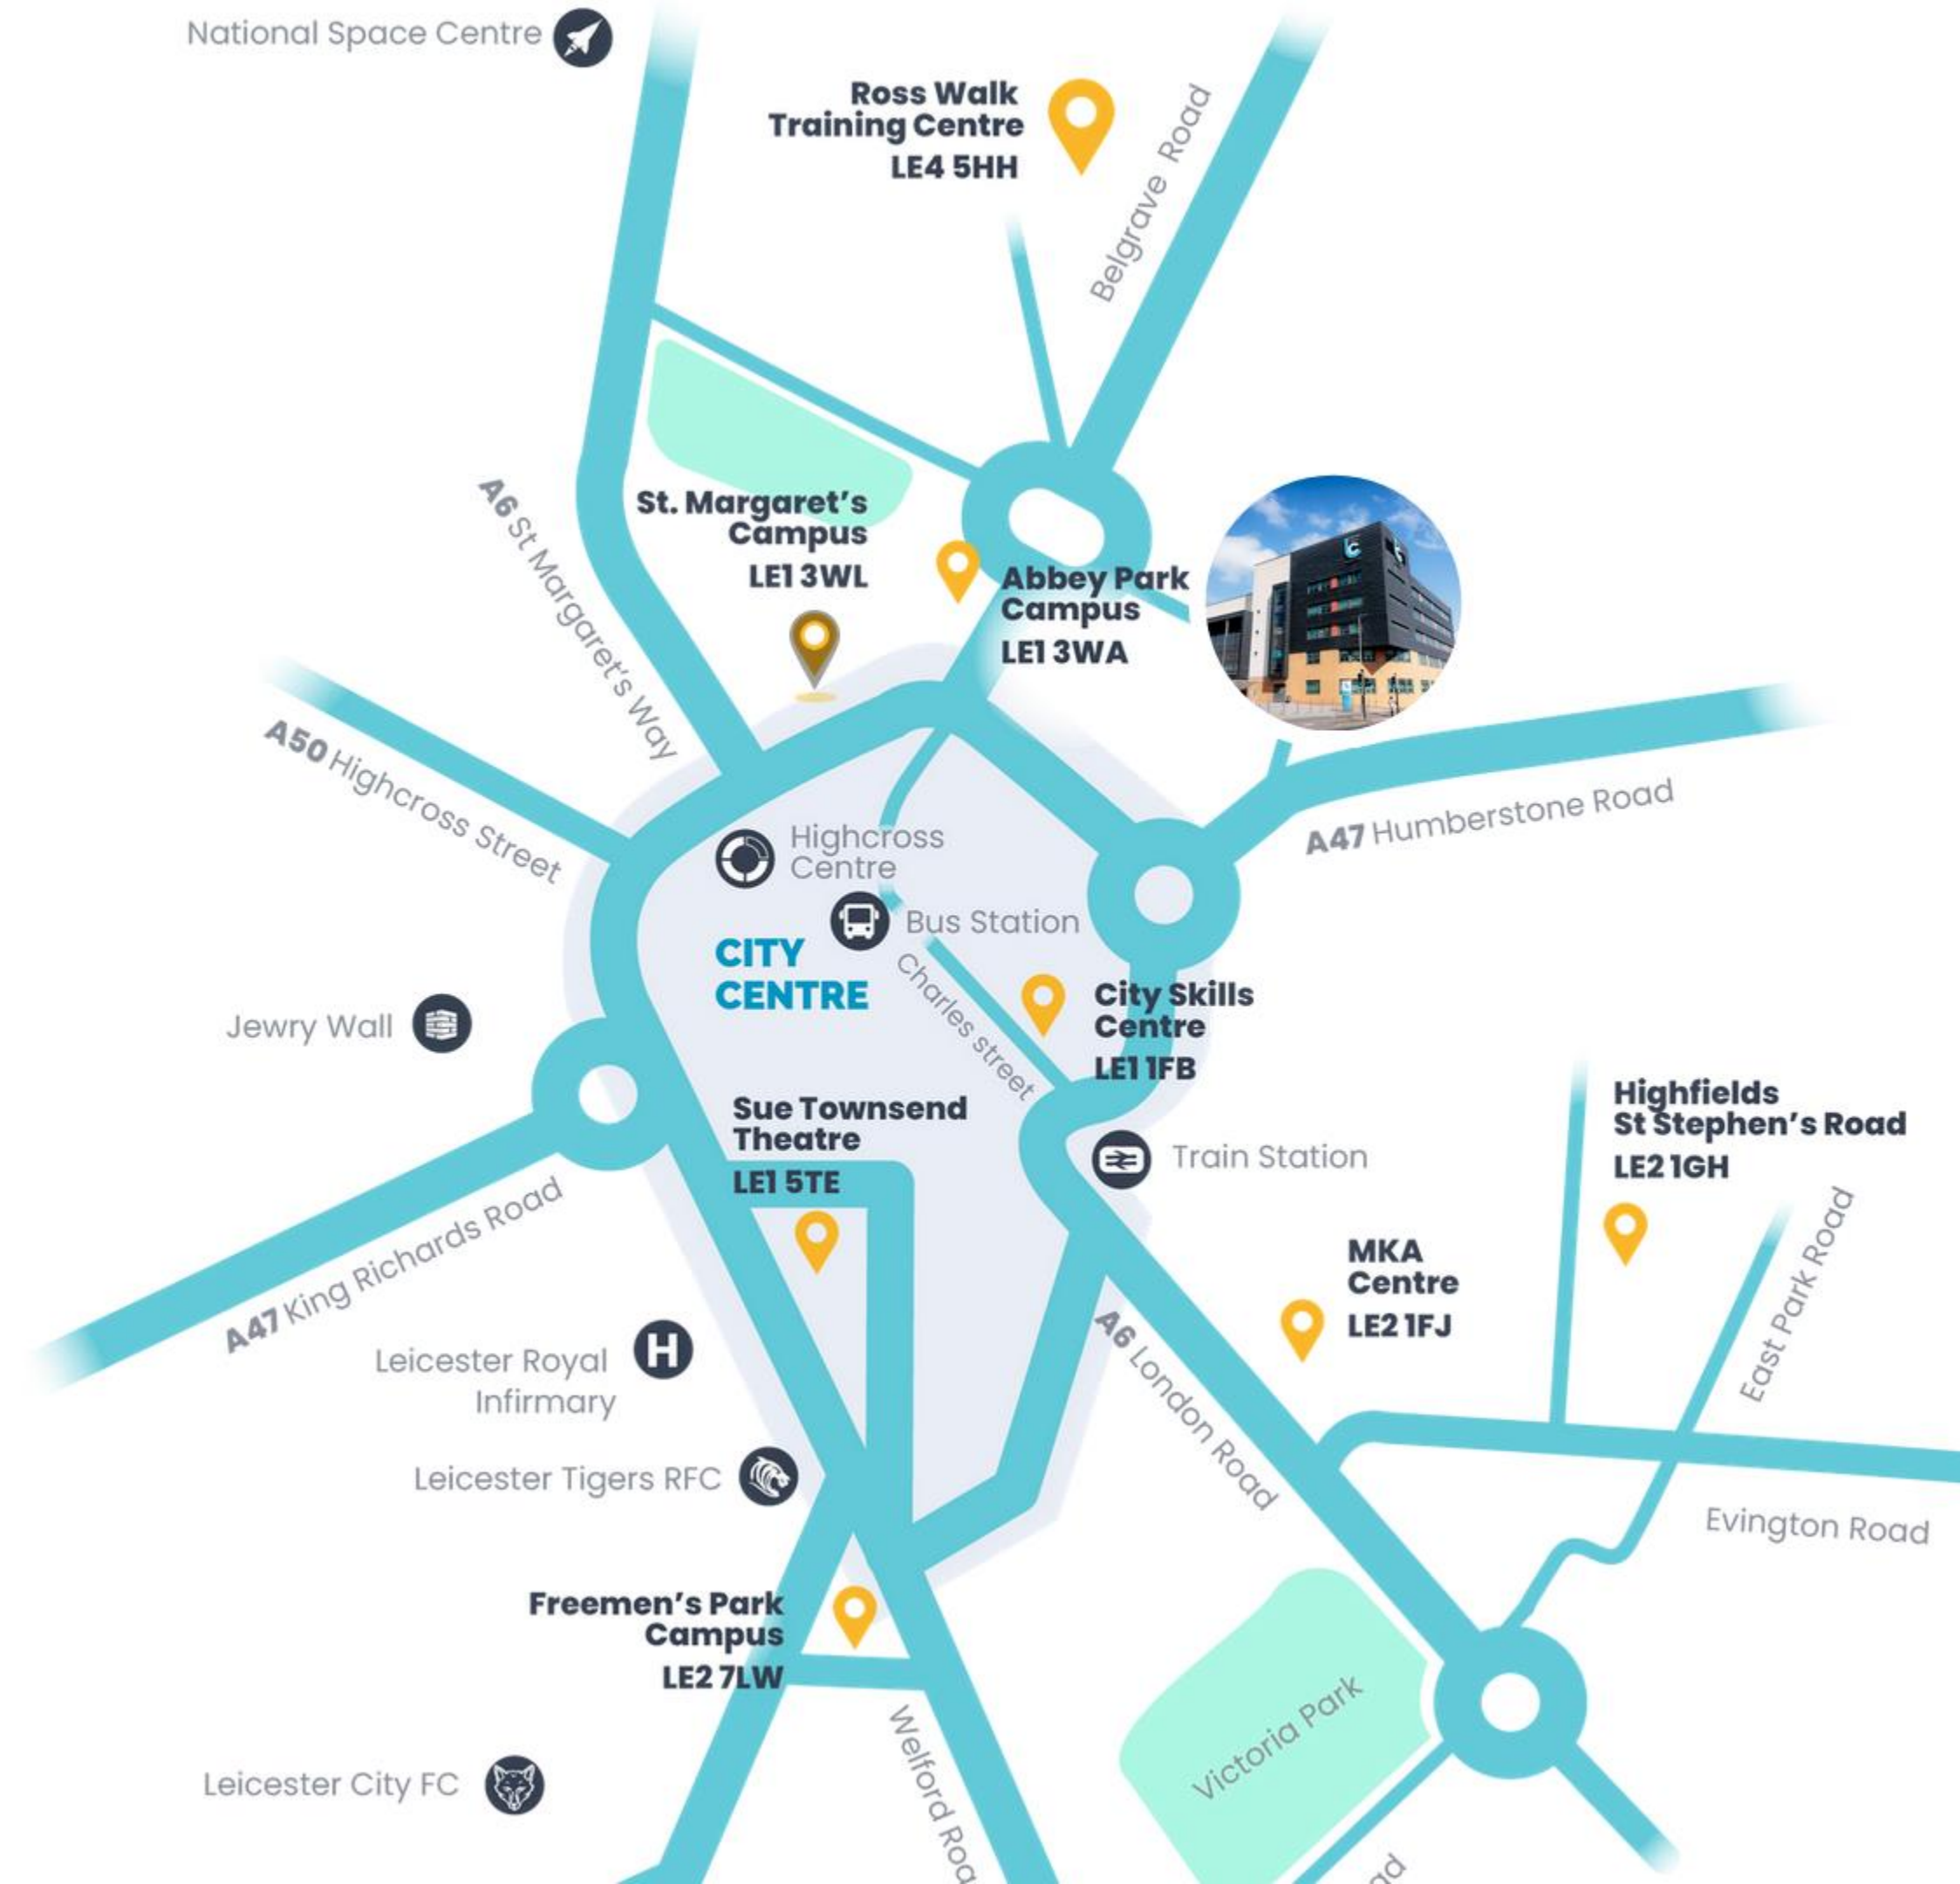 National Space Centre
Ross Walk
Training Centre
LE4 5HH
Belgrave Road
St. Margaret's
Campus
LE1 3WL
A6 St Margaret's Way
Abbey Park
Campus
LE1 3WA
A50 Highcross Street
A47 Humberstone Road
Highcross
Centre
Bus Station
CITY
CENTRE
Charles street
City Skills
Centre
LE1 1FB
Jewry Wall
Sue Townsend
Theatre
LE1 5TE
Train Station
Highfields
St Stephen's Road
LE2 1GH
A47 King Richards Road
MKA
Centre
LE2 1FJ
East Park Road
Leicester Royal
Infirmary
H
A6 London Road
Leicester Tigers RFC
Evington Road
Freemen's Park
Campus
LE2 7LW
Victoria Park
Welford Roa
Leicester City FC
ad